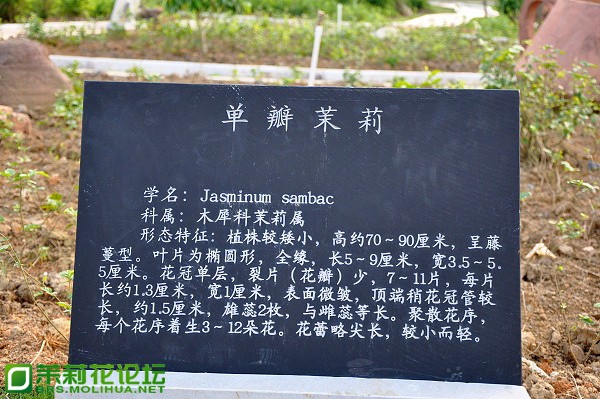 单瓣茉莉
学名：Jasminum sambac
科属：木犀科茉莉属
形态特征：植株较矮小，高约70～90厘米，呈藤
蔓型。叶片为椭圆形，全缘，长5～9厘米，宽3.5～5.
5厘米。花冠单层，裂片（花瓣）少，7～11片，每片
长约1.3厘米，宽1厘米，表面微皱，顶端稍花冠管较
长，约1.5厘米，雄蕊2枚，与雌蕊等长。聚散花序，
每个花序着生3～12朵花。花蕾略尖长，较小而轻。
茉莉花论坛
BBS.MOLIHUA.NET